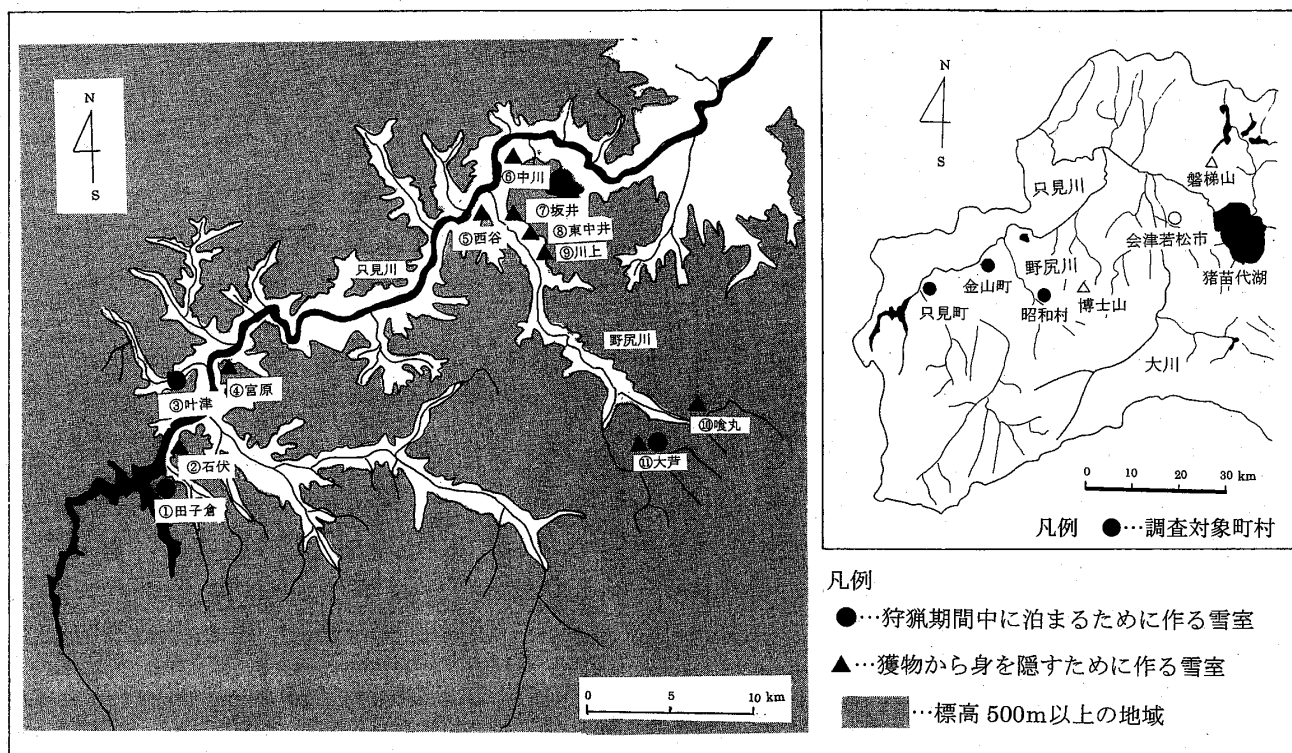 N
S
⑥中川
⑦坂井
⑤西谷
⑧東中井
⑨川上
只見川
野尻川
④宮原
③叶津
②石伏
①田子倉
⑩喰丸
⑪大芦
0 5 10 km
N
S
只見川
磐梯山
会津若松市
猪苗代湖
野尻川
金山町
只見町
昭和村
博士山
大川
0 10 20 30 km
凡例 ●…調査対象町村
凡例
●…狩猟期間中に泊まるために作る雪室
▲…獲物から身を隠すために作る雪室
…標高 500m以上の地域